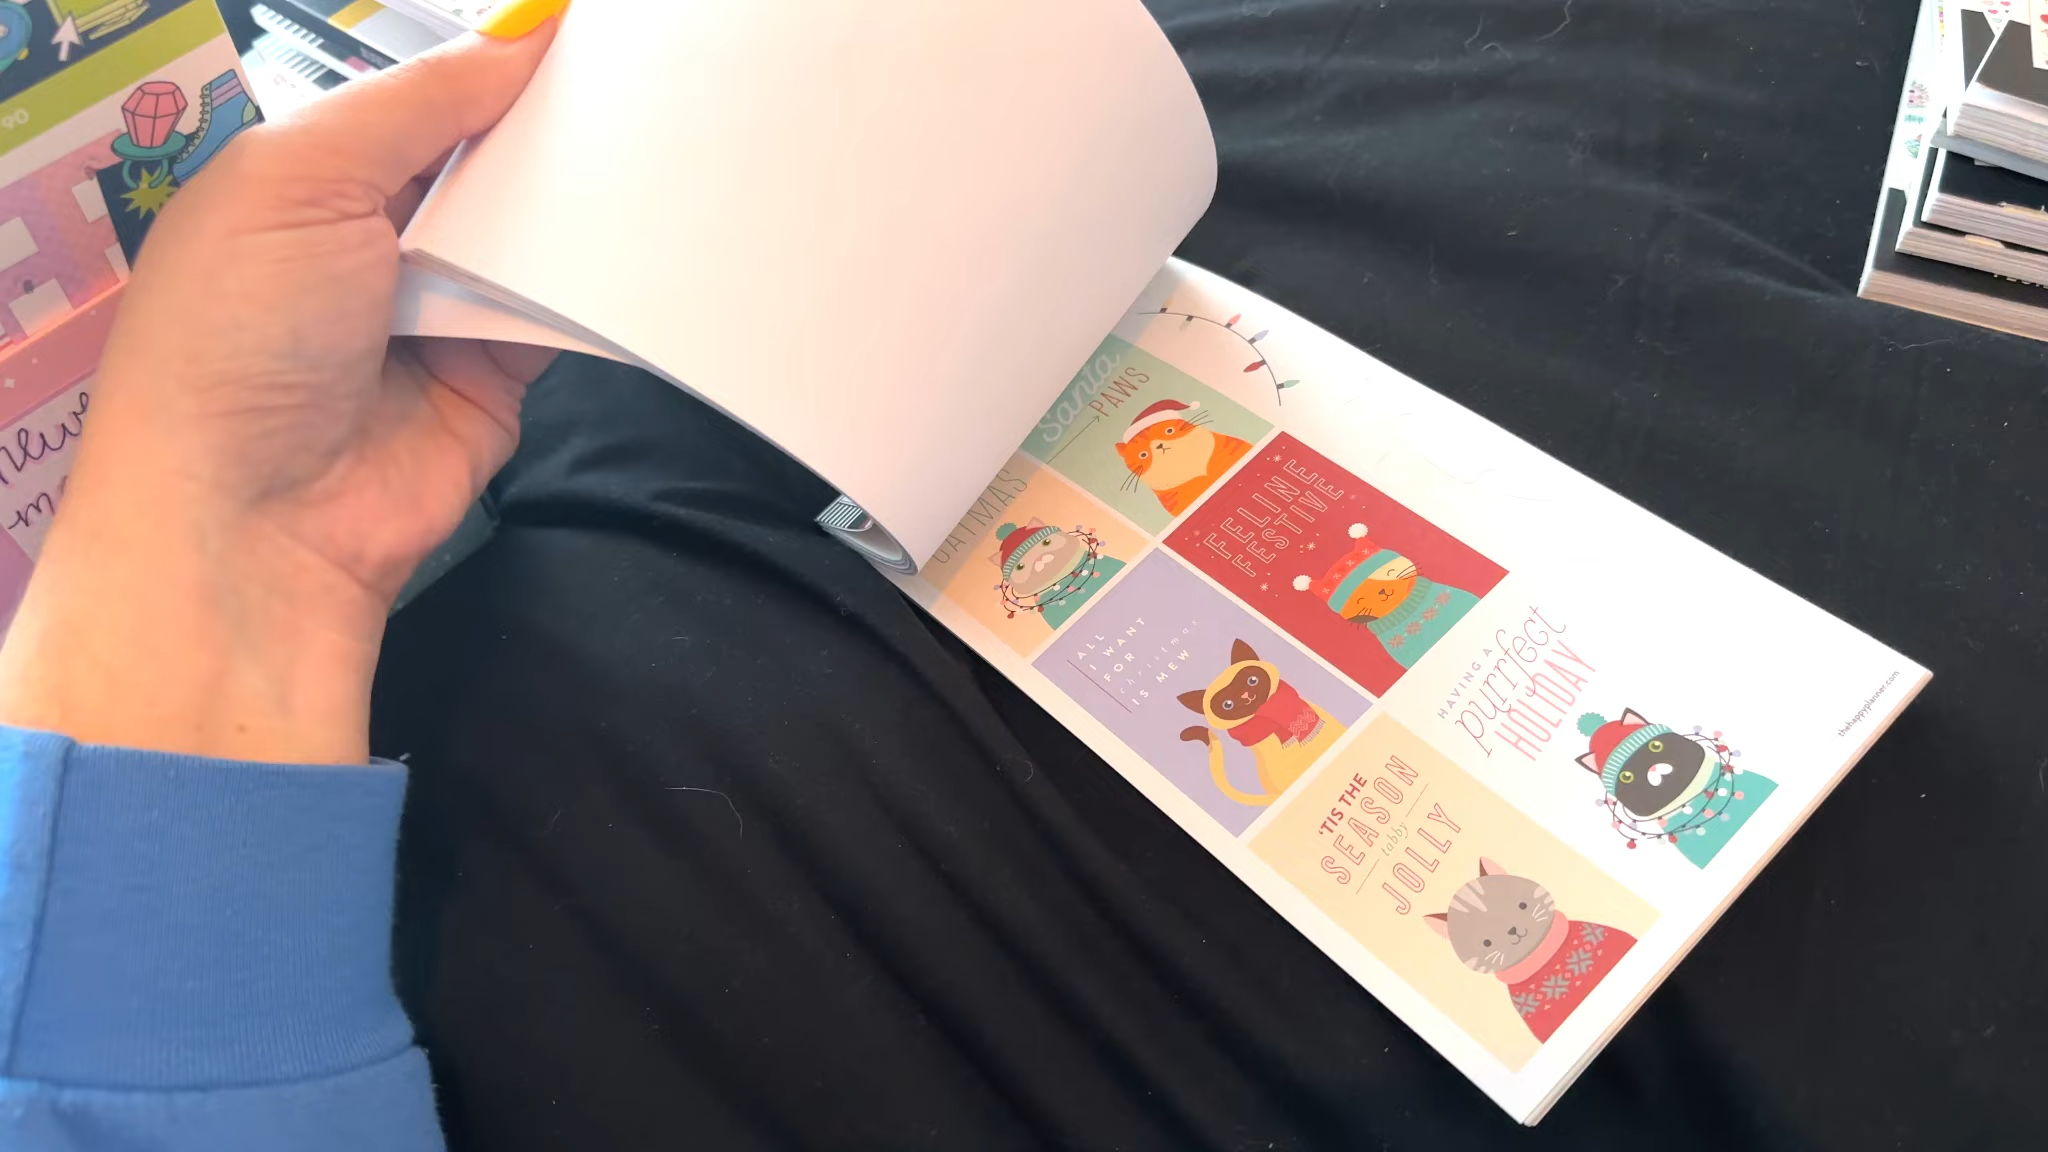 90
Santa
PAWS
CATMAS
FELINE
FESTIVE
ALL
I WANT
FOR
christmas
IS MEW
HAVING A
purrfect
HOLIDAY
'TIS THE
SEASON
tabby
JOLLY
thehappyplanner.com